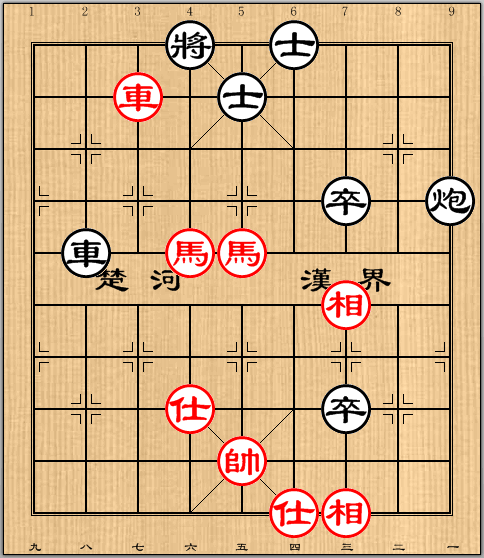 1 2 3 4 5 6 7 8 9
將 士
車 士
卒 炮
車 馬 馬
楚 河 漢 界
相
仕 卒
帥
仕 相
九 八 七 六 五 四 三 二 一